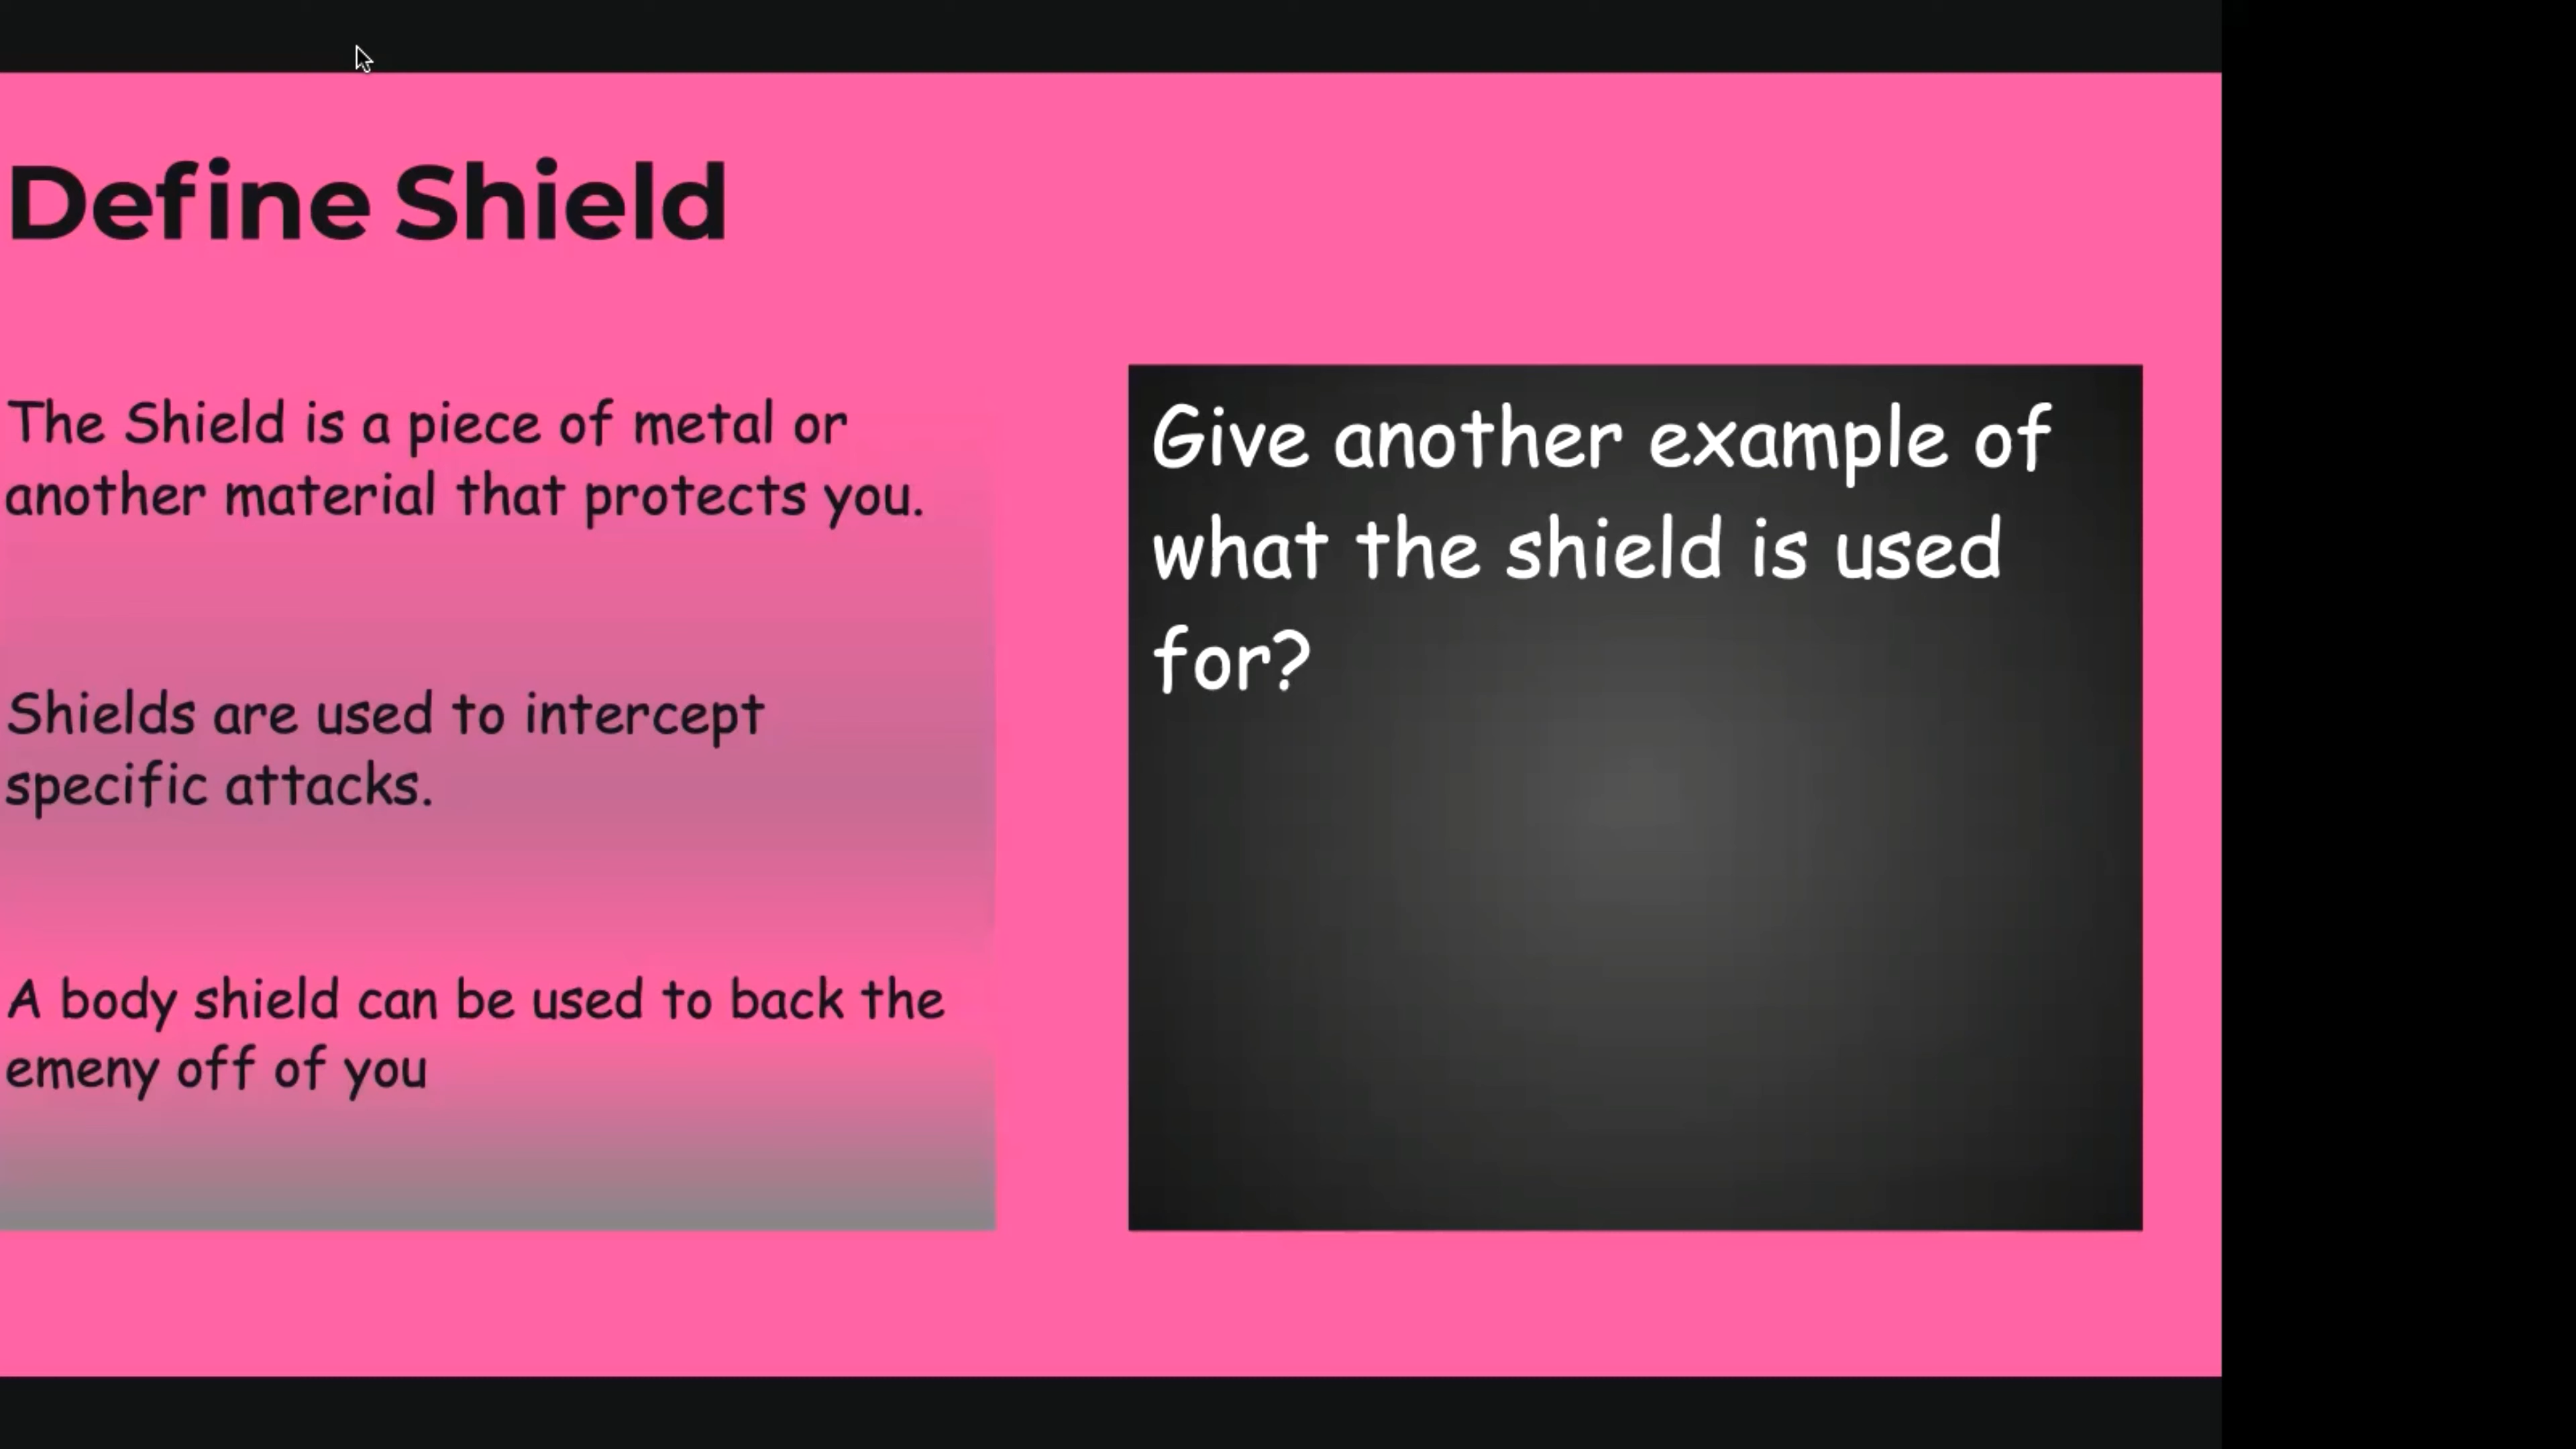 Define Shield
The Shield is a piece of metal or
another material that protects you.
Shields are used to intercept
specific attacks.
A body shield can be used to back the
emeny off of you
Give another example of
what the shield is used
for?